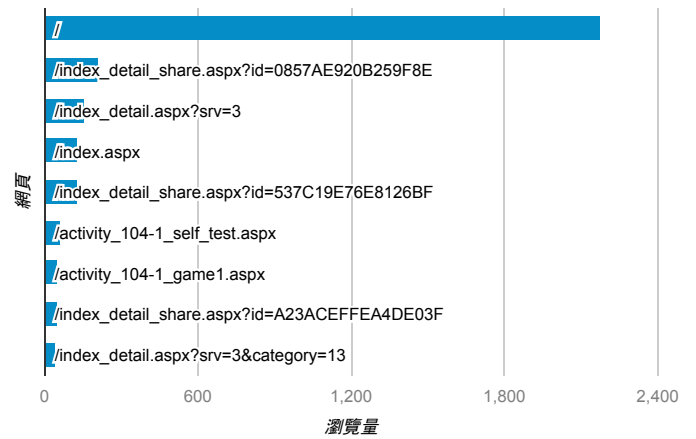 /
/index_detail_share.aspx?id=0857AE920B259F8E
/index_detail.aspx?srv=3
/index.aspx
/index_detail_share.aspx?id=537C19E76E8126BF
/activity_104-1_self_test.aspx
/activity_104-1_game1.aspx
/index_detail_share.aspx?id=A23ACEFFEA4DE03F
/index_detail.aspx?srv=3&category=13
網頁
0 600 1,200 1,800 2,400
瀏覽量